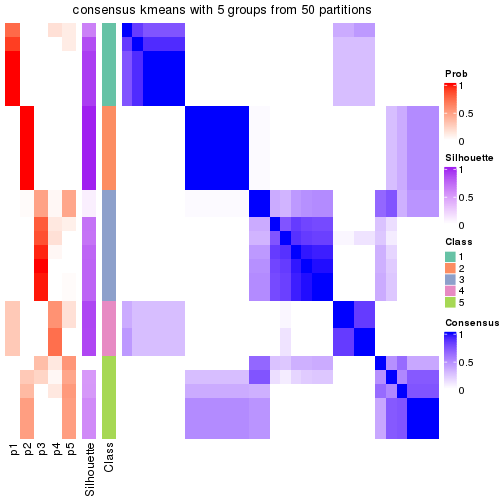 consensus kmeans with 5 groups from 50 partitions
Prob
1
0.5
0
Silhouette
1
0.5
0
Class
1
2
3
4
5
Consensus
1
0.5
0
p1
p2
p3
p4
p5
Silhouette
Class